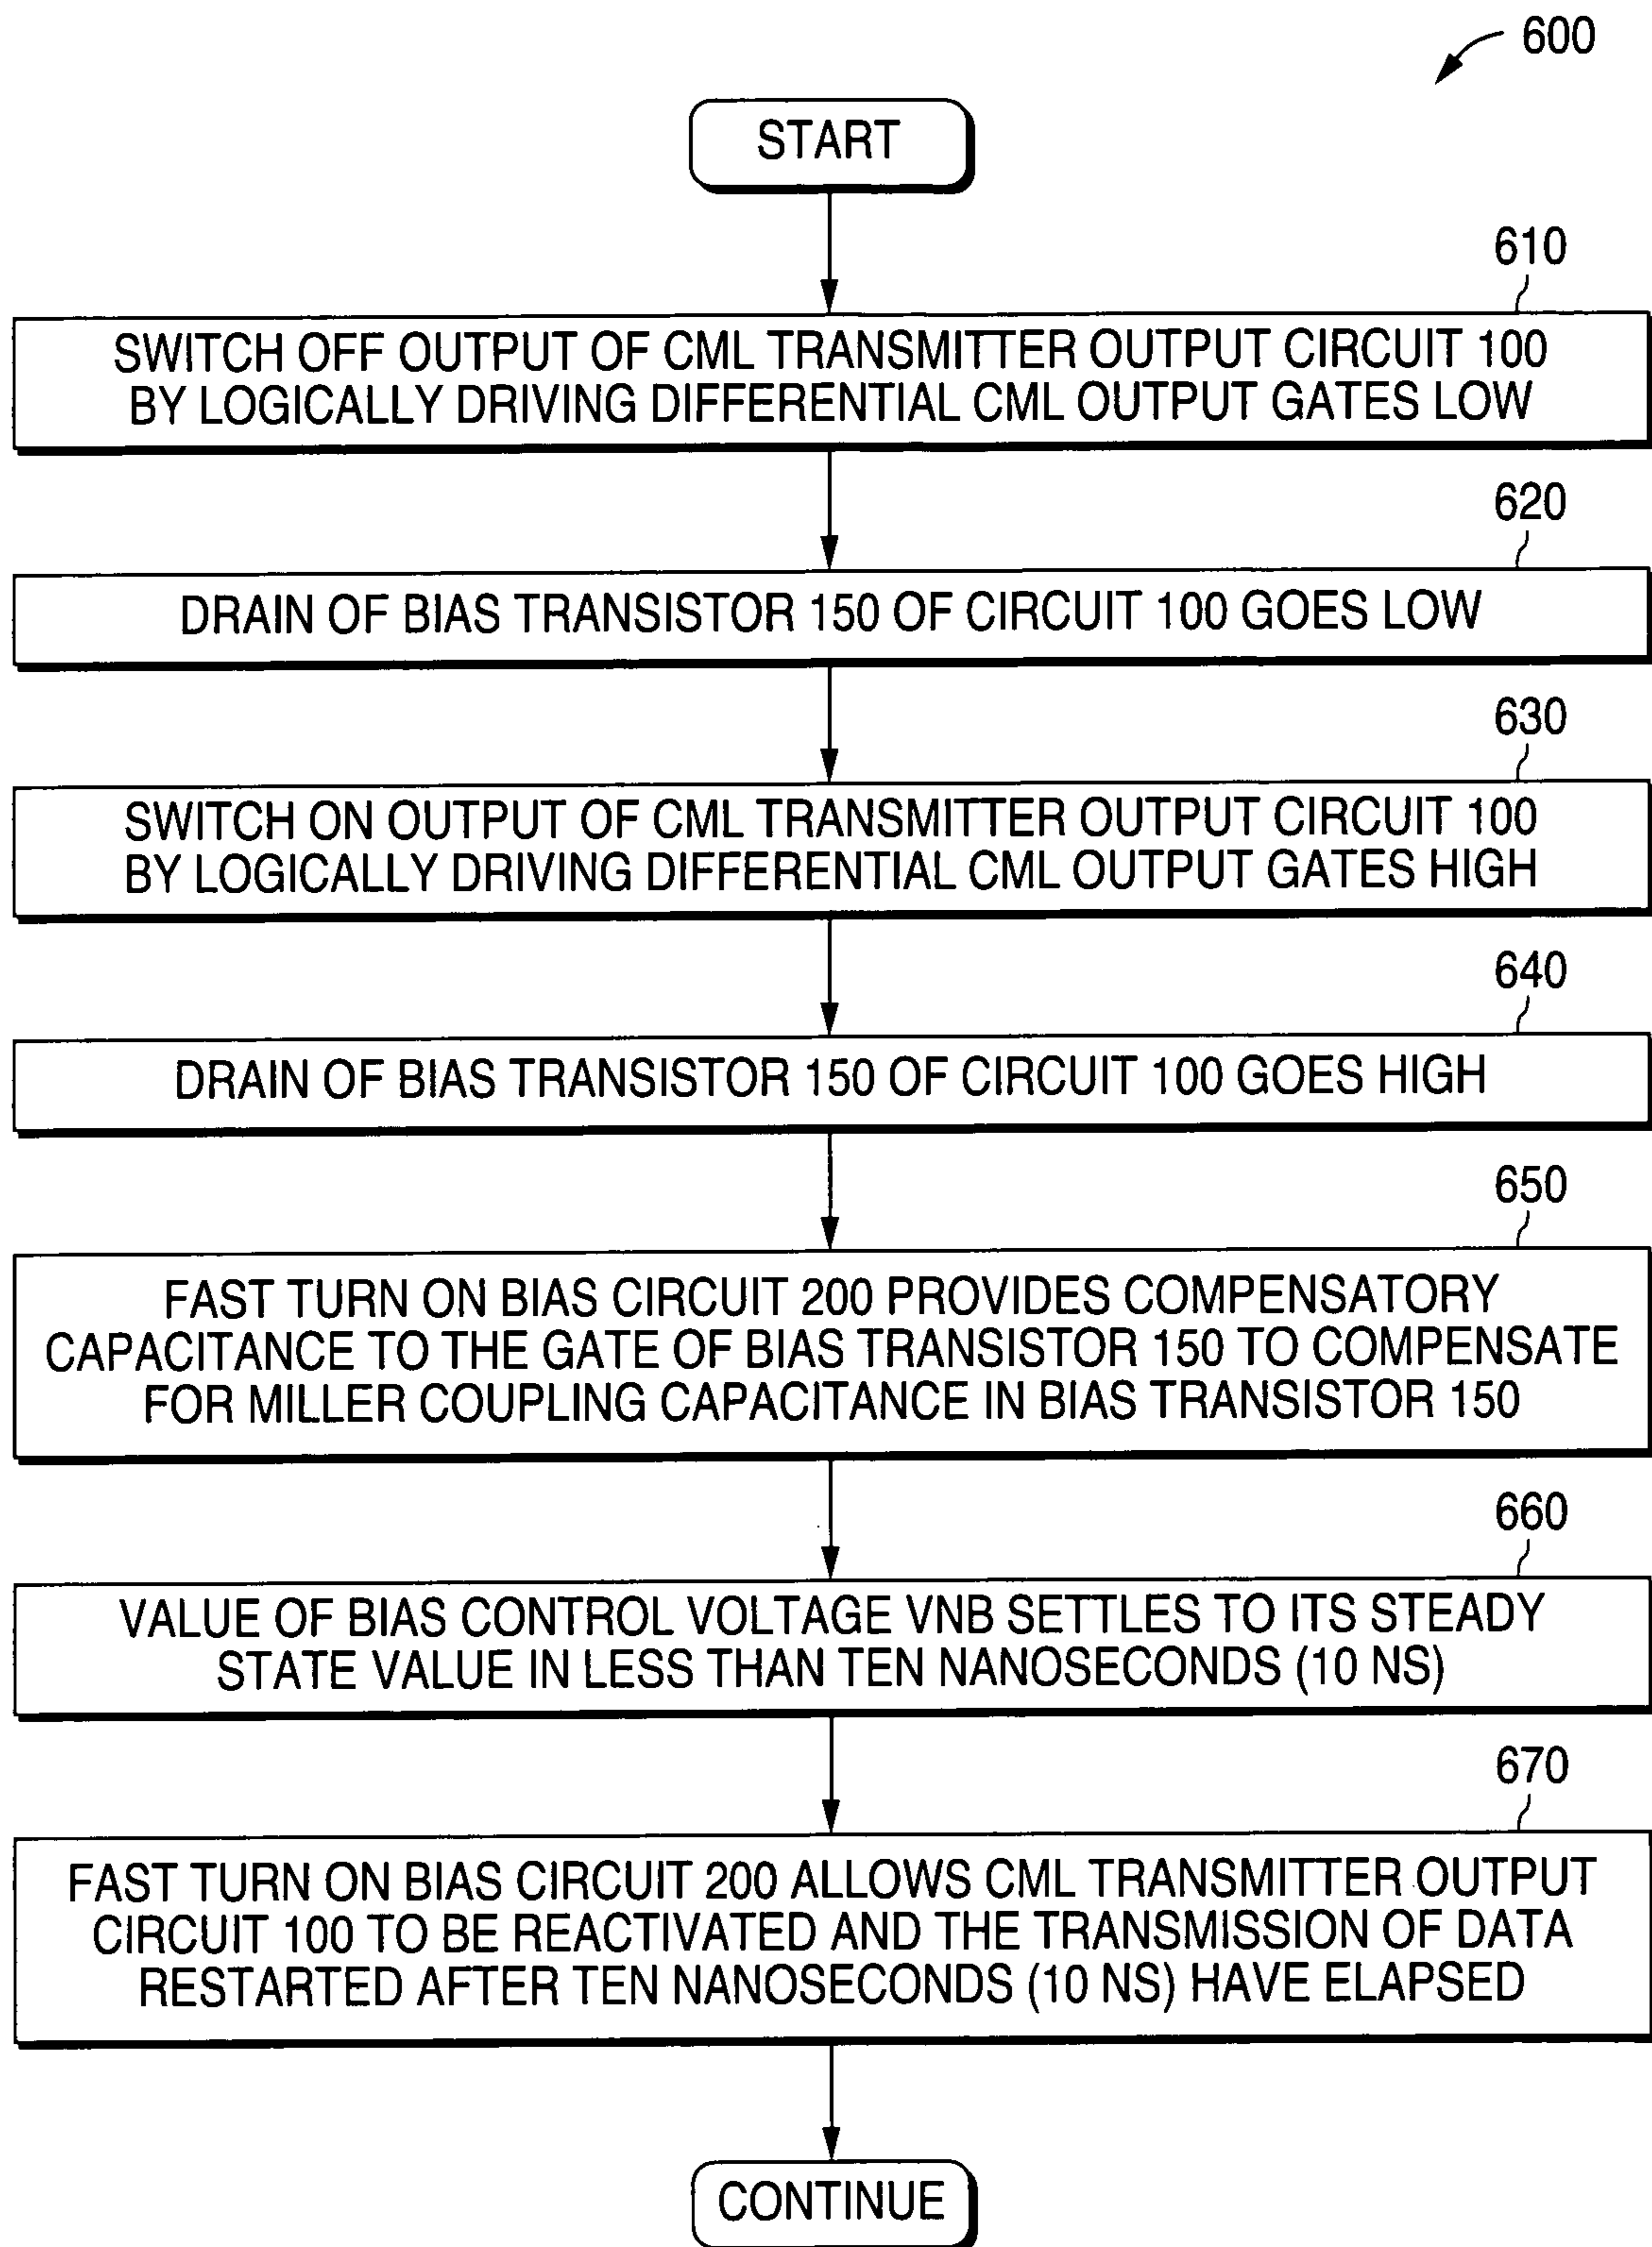 600
START
610
SWITCH OFF OUTPUT OF CML TRANSMITTER OUTPUT CIRCUIT 100
BY LOGICALLY DRIVING DIFFERENTIAL CML OUTPUT GATES LOW
620
DRAIN OF BIAS TRANSISTOR 150 OF CIRCUIT 100 GOES LOW
630
SWITCH ON OUTPUT OF CML TRANSMITTER OUTPUT CIRCUIT 100
BY LOGICALLY DRIVING DIFFERENTIAL CML OUTPUT GATES HIGH
640
DRAIN OF BIAS TRANSISTOR 150 OF CIRCUIT 100 GOES HIGH
650
FAST TURN ON BIAS CIRCUIT 200 PROVIDES COMPENSATORY
CAPACITANCE TO THE GATE OF BIAS TRANSISTOR 150 TO COMPENSATE
FOR MILLER COUPLING CAPACITANCE IN BIAS TRANSISTOR 150
660
VALUE OF BIAS CONTROL VOLTAGE VNB SETTLES TO ITS STEADY
STATE VALUE IN LESS THAN TEN NANOSECONDS (10 NS)
670
FAST TURN ON BIAS CIRCUIT 200 ALLOWS CML TRANSMITTER OUTPUT
CIRCUIT 100 TO BE REACTIVATED AND THE TRANSMISSION OF DATA
RESTARTED AFTER TEN NANOSECONDS (10 NS) HAVE ELAPSED
CONTINUE